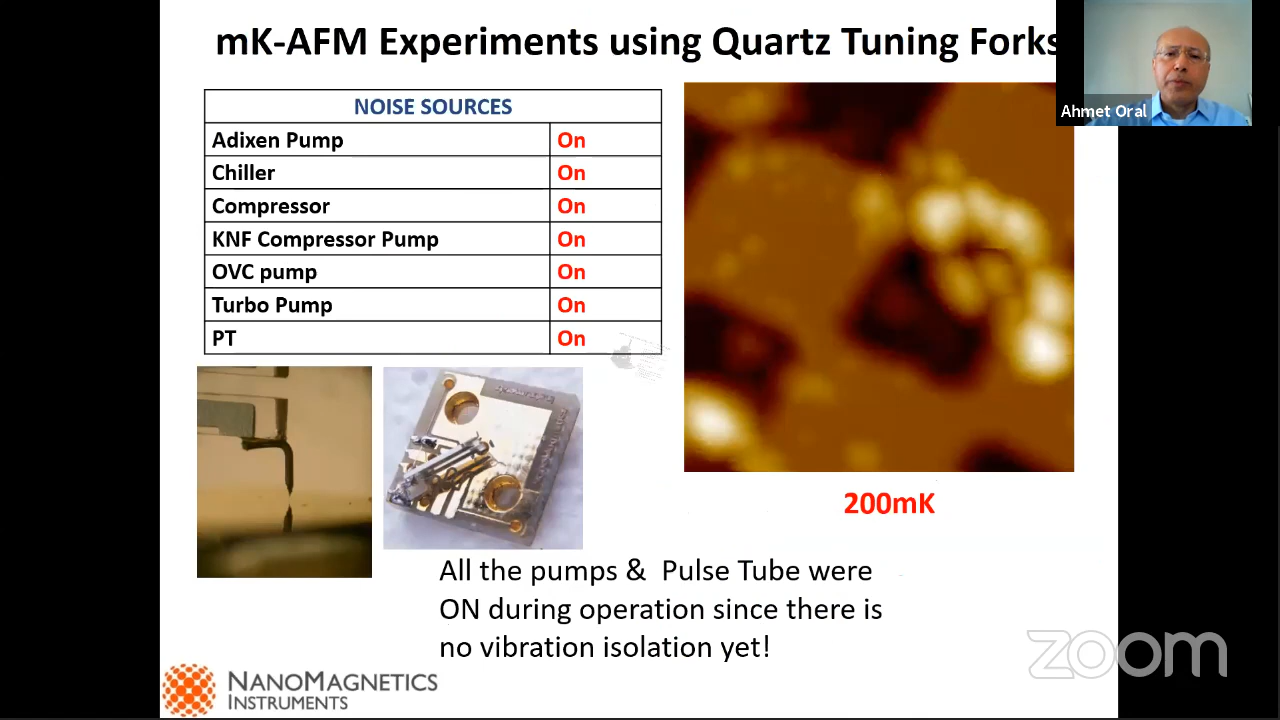 mK-AFM Experiments using Quartz Tuning Forks
Ahmet Oral
NOISE SOURCES
Adixen Pump On
Chiller On
Compressor On
KNF Compressor Pump On
OVC pump On
Turbo Pump On
PT On
200mK
All the pumps & Pulse Tube were
ON during operation since there is
no vibration isolation yet!
NANOMAGNETICS
INSTRUMENTS
zoom